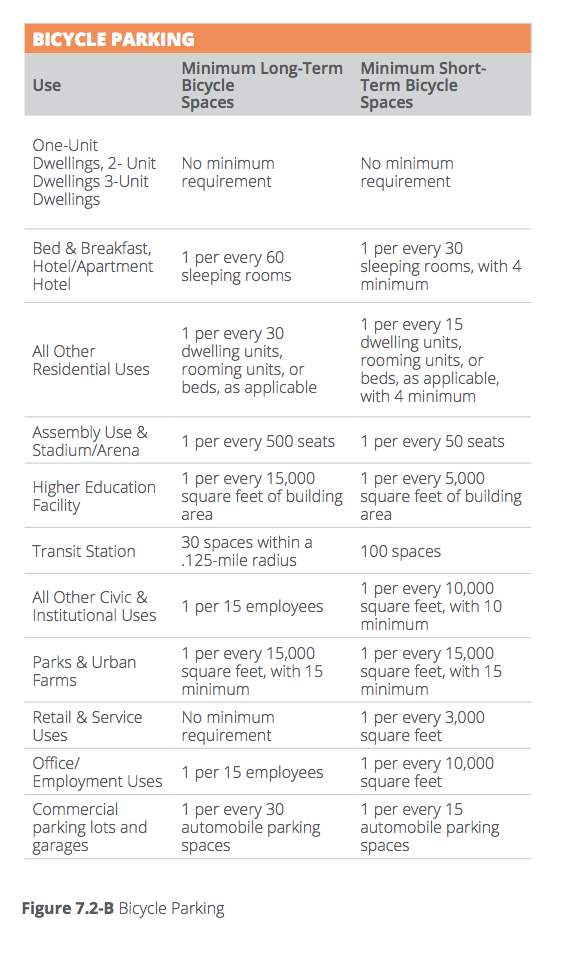 BICYCLE PARKING
Use
Minimum Long-Term
Bicycle
Spaces
Minimum Short-
Term Bicycle
Spaces
One-Unit
Dwellings, 2- Unit
Dwellings 3-Unit
Dwellings
No minimum
requirement
No minimum
requirement
Bed & Breakfast,
Hotel/Apartment
Hotel
1 per every 60
sleeping rooms
1 per every 30
sleeping rooms, with 4
minimum
All Other
Residential Uses
1 per every 30
dwelling units,
rooming units, or
beds, as applicable
1 per every 15
dwelling units,
rooming units, or
beds, as applicable,
with 4 minimum
Assembly Use &
Stadium/Arena
1 per every 500 seats
1 per every 50 seats
Higher Education
Facility
1 per every 15,000
square feet of building
area
1 per every 5,000
square feet of building
area
Transit Station
30 spaces within a
.125-mile radius
100 spaces
All Other Civic &
Institutional Uses
1 per 15 employees
1 per every 10,000
square feet, with 10
minimum
Parks & Urban
Farms
1 per every 15,000
square feet, with 15
minimum
1 per every 15,000
square feet, with 15
minimum
Retail & Service
Uses
No minimum
requirement
1 per every 3,000
square feet
Office/
Employment Uses
1 per 15 employees
1 per every 10,000
square feet
Commercial
parking lots and
garages
1 per every 30
automobile parking
spaces
1 per every 15
automobile parking
spaces
Figure 7.2-B Bicycle Parking